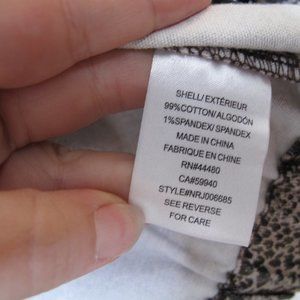 SHELL/EXTÉRIEUR
99%COTTON/ALGODÓN
1%SPANDEX/SPANDEX
MADE IN CHINA
FABRIQUE EN CHINE
RN#44480
CA#59940
STYLE#NRJ006685
SEE REVERSE
FOR CARE